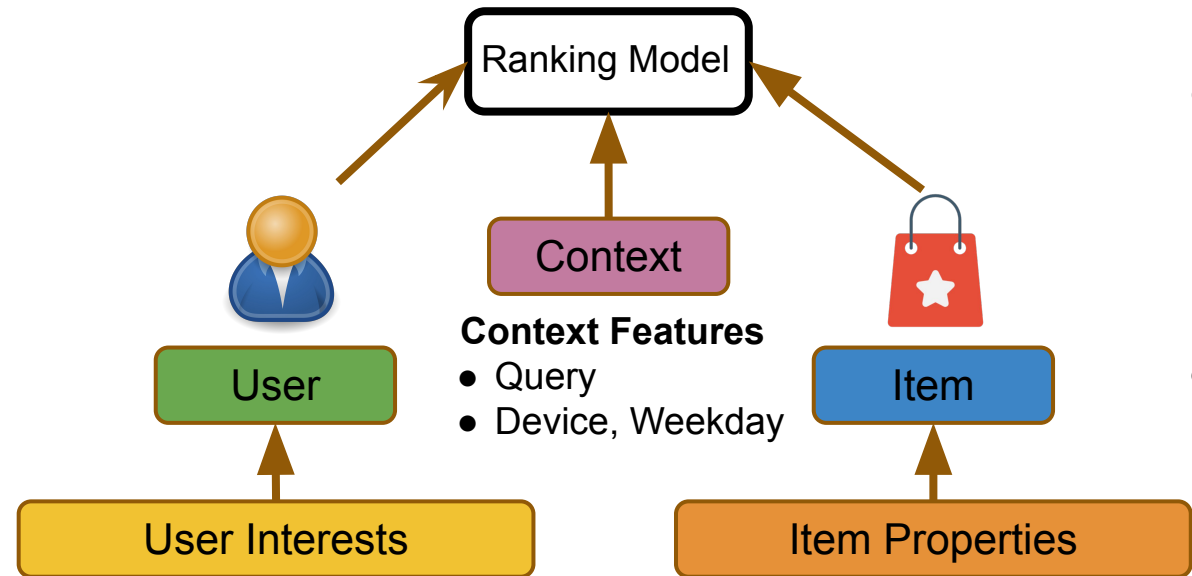 Ranking Model
Context
Context Features
● Query
● Device, Weekday
User
Item
User Interests
Item Properties